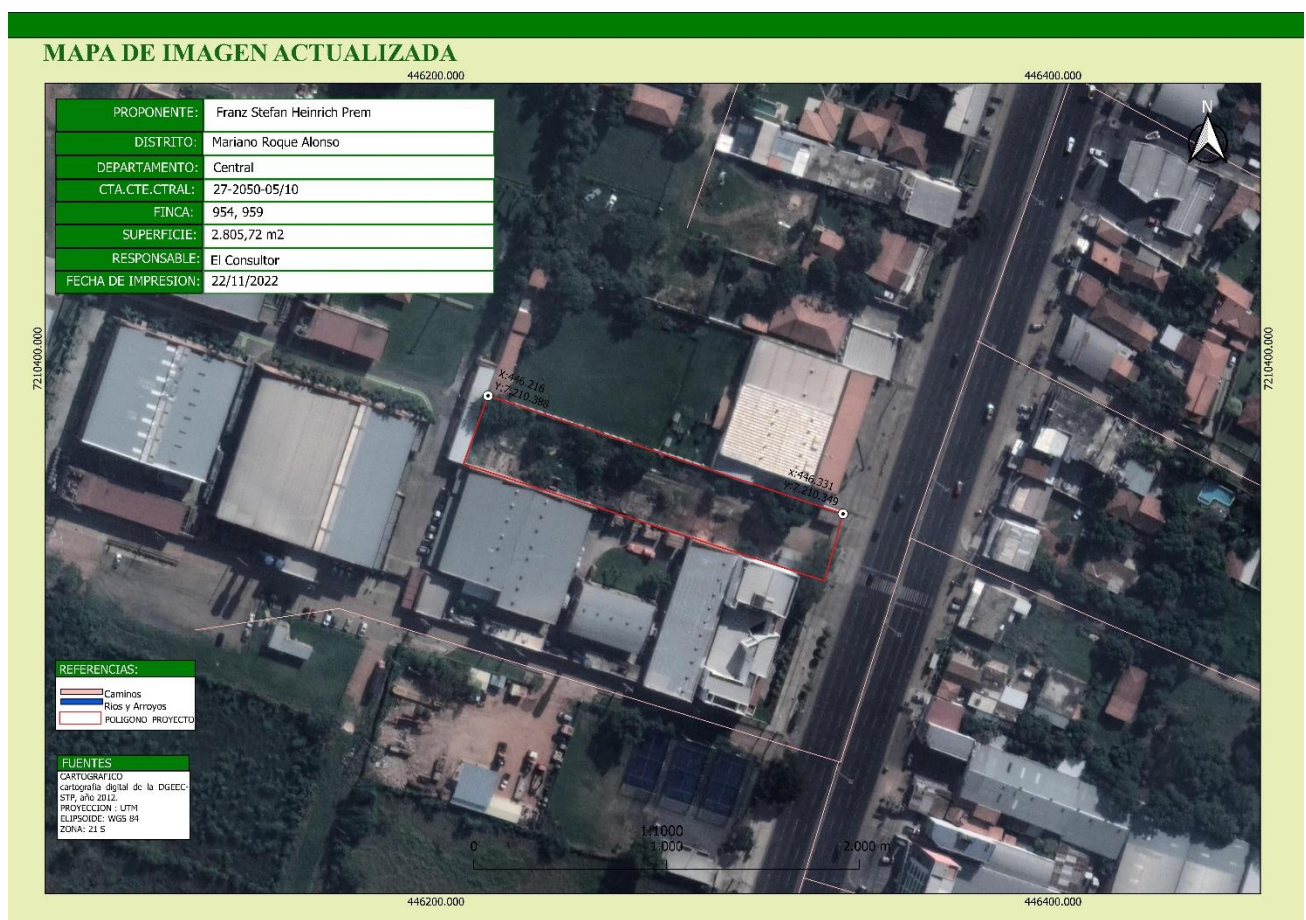 MAPA DE IMAGEN ACTUALIZADA
446200.000 446400.000
PROPONENTE: Franz Stefan Heinrich Prem
DISTRITO: Mariano Roque Alonso
DEPARTAMENTO: Central
CTA.CTE.CTRAL: 27-2050-05/10
FINCA: 954, 959
SUPERFICIE: 2.805,72 m2
RESPONSABLE: El Consultor
FECHA DE IMPRESION: 22/11/2022
N
7210400.000
7210400.000
X:446.216
Y:7.210.388
X:446.331
Y:7.210.349
REFERENCIAS:
Caminos
Rios y Arroyos
POLIGONO PROYECTO
FUENTES
CARTOGRAFICO
cartografia digital de la DGEEC-
STP, año 2012.
PROYECCION : UTM
ELIPSOIDE: WGS 84
ZONA: 21 S
1:1000
0 1.000 2.000 m
446200.000 446400.000